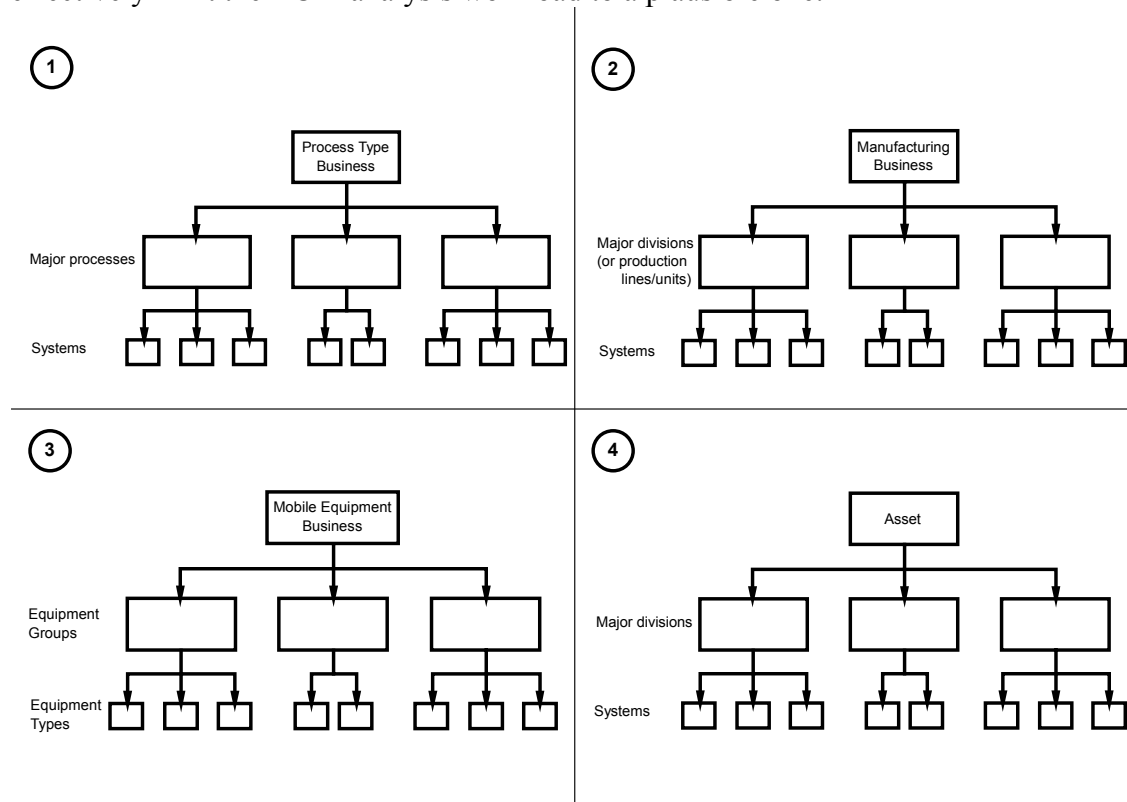 1
Process Type
Business
Major processes
Systems
2
Manufacturing
Business
Major divisions
(or production
lines/units)
Systems
3
Mobile Equipment
Business
Equipment
Groups
Equipment
Types
4
Asset
Major divisions
Systems